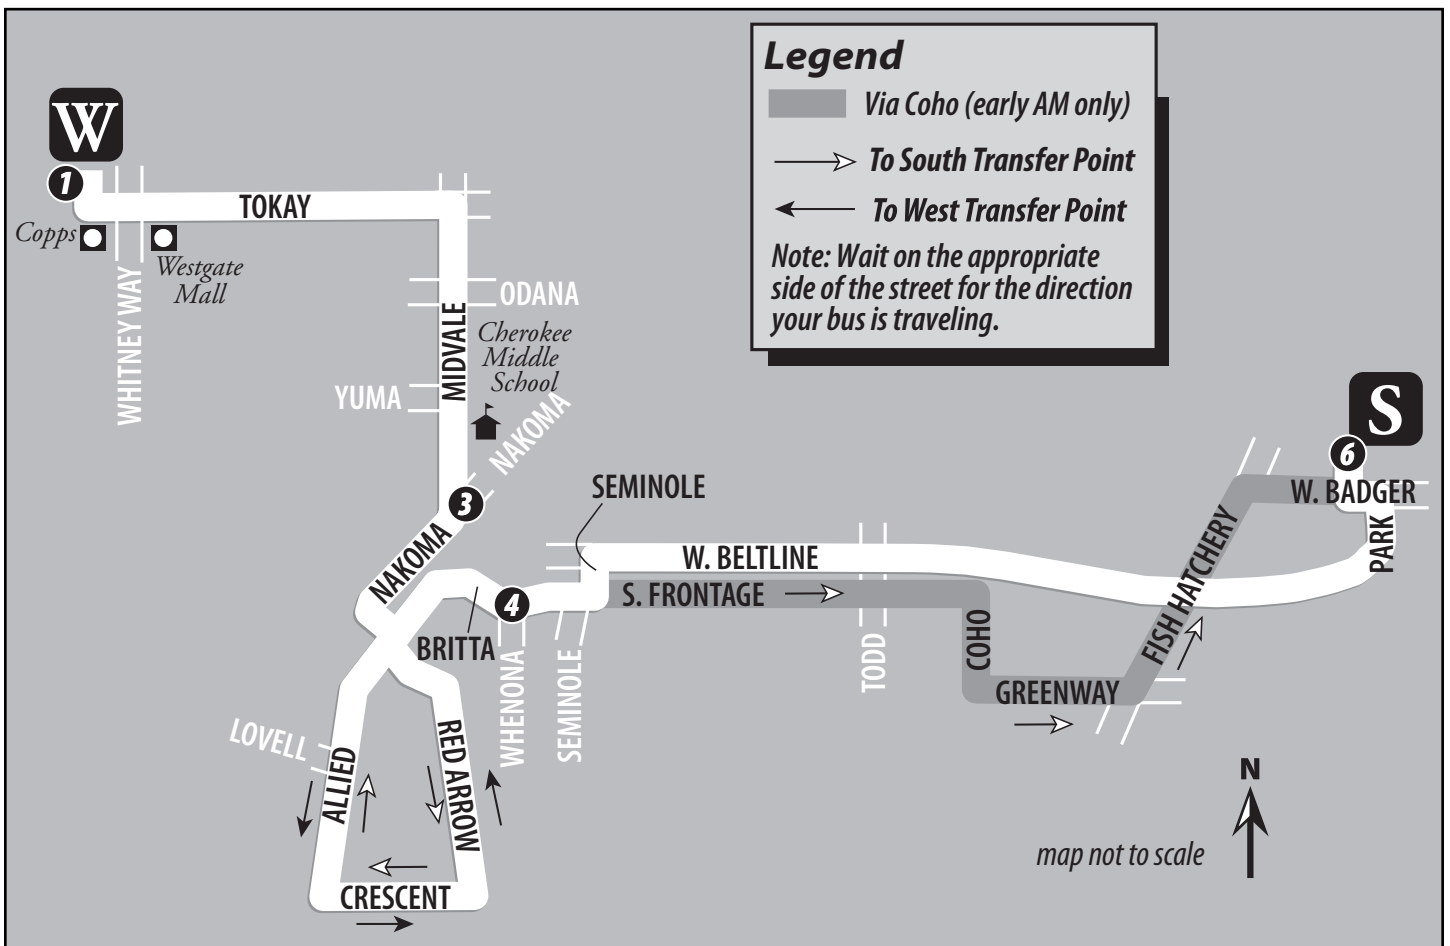 Legend
Via Coho (early AM only)
To South Transfer Point
To West Transfer Point
Note: Wait on the appropriate
side of the street for the direction
your bus is traveling.
W
1
TOKAY
Copps
Westgate
Mall
WHITNEY WAY
ODANA
MIDVALE
Cherokee
Middle
School
YUMA
NAKOMA
3
NAKOMA
SEMINOLE
S
6
W. BADGER
PARK
W. BELTLINE
S. FRONTAGE
FISH HATCHERY
4
BRITTA
WHENONA
SEMINOLE
TODD
COHO
GREENWAY
LOVELL
ALLIED
RED ARROW
CRESCENT
N
map not to scale